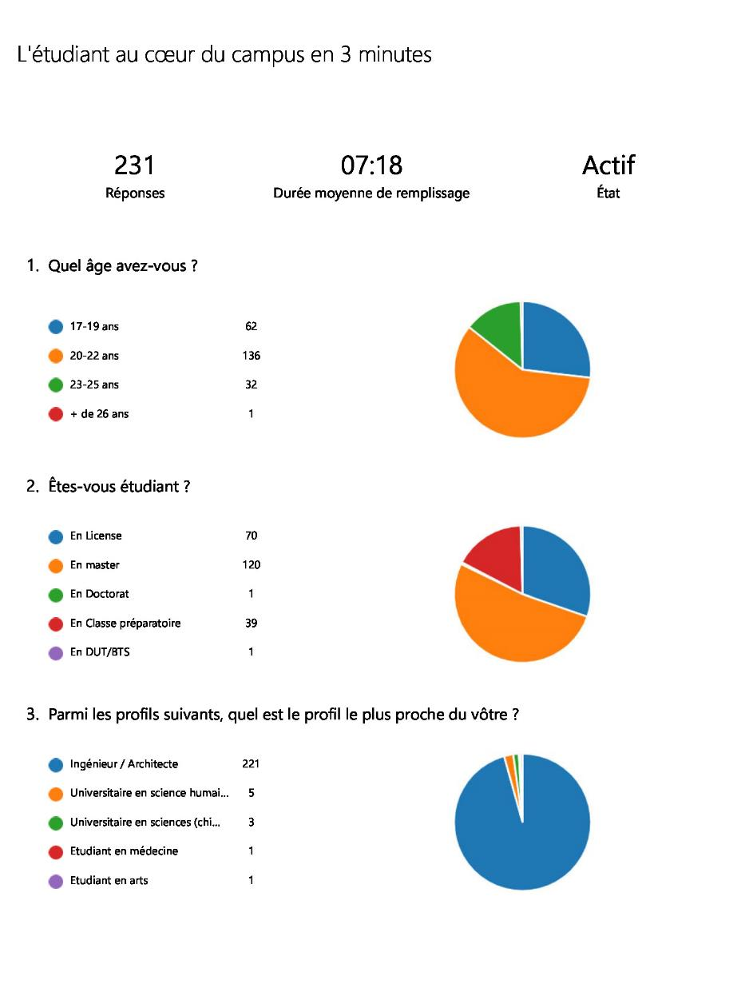 L'étudiant au cœur du campus en 3 minutes
231 07:18 Actif
Réponses Durée moyenne de remplissage État
1. Quel âge avez-vous ?
17-19 ans 62
20-22 ans 136
23-25 ans 32
+ de 26 ans 1
2. Êtes-vous étudiant ?
En License 70
En master 120
En Doctorat 1
En Classe préparatoire 39
En DUT/BTS 1
3. Parmi les profils suivants, quel est le profil le plus proche du vôtre ?
Ingénieur / Architecte 221
Universitaire en science humai... 5
Universitaire en sciences (chi... 3
Etudiant en médecine 1
Etudiant en arts 1